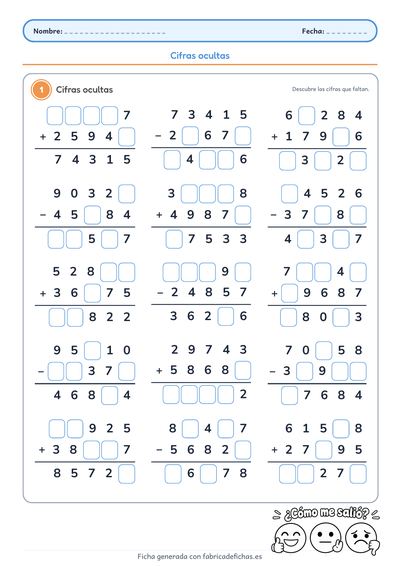 Nombre: Fecha:
Cifras ocultas
1 Cifras ocultas Descubre las cifras que faltan.
□ □ □ □ 7 7 3 4 1 5 6 □ 2 8 4
+ 2 5 9 4 □ − 2 □ 6 7 □ + 1 7 9 □ 6
7 4 3 1 5 □ 4 □ □ 6 □ 3 □ 2 □
9 0 3 2 □ 3 □ □ □ 8 □ 4 5 2 6
− 4 5 □ 8 4 + 4 9 8 7 □ − 3 7 □ 8 □
□ □ 5 □ 7 □ 7 5 3 3 4 □ 3 □ 7
5 2 8 □ □ □ □ □ 9 □ 7 □ □ 4 □
+ 3 6 □ 7 5 − 2 4 8 5 7 + □ 9 6 8 7
□ □ 8 2 2 3 6 2 □ 6 □ 8 0 □ 3
9 5 □ 1 0 2 9 7 4 3 7 0 □ 5 8
− □ □ 3 7 □ + 5 8 6 8 □ − 3 □ 9 □ □
4 6 8 □ 4 □ □ □ □ 2 □ 7 6 8 4
□ □ 9 2 5 8 □ 4 □ 7 6 1 5 □ 8
+ 3 8 □ □ 7 − 5 6 8 2 □ + 2 7 □ 9 5
8 5 7 2 □ □ 6 □ 7 8 □ □ 2 7 □
¿Cómo me salió?
Ficha generada con fabricadefichas.es